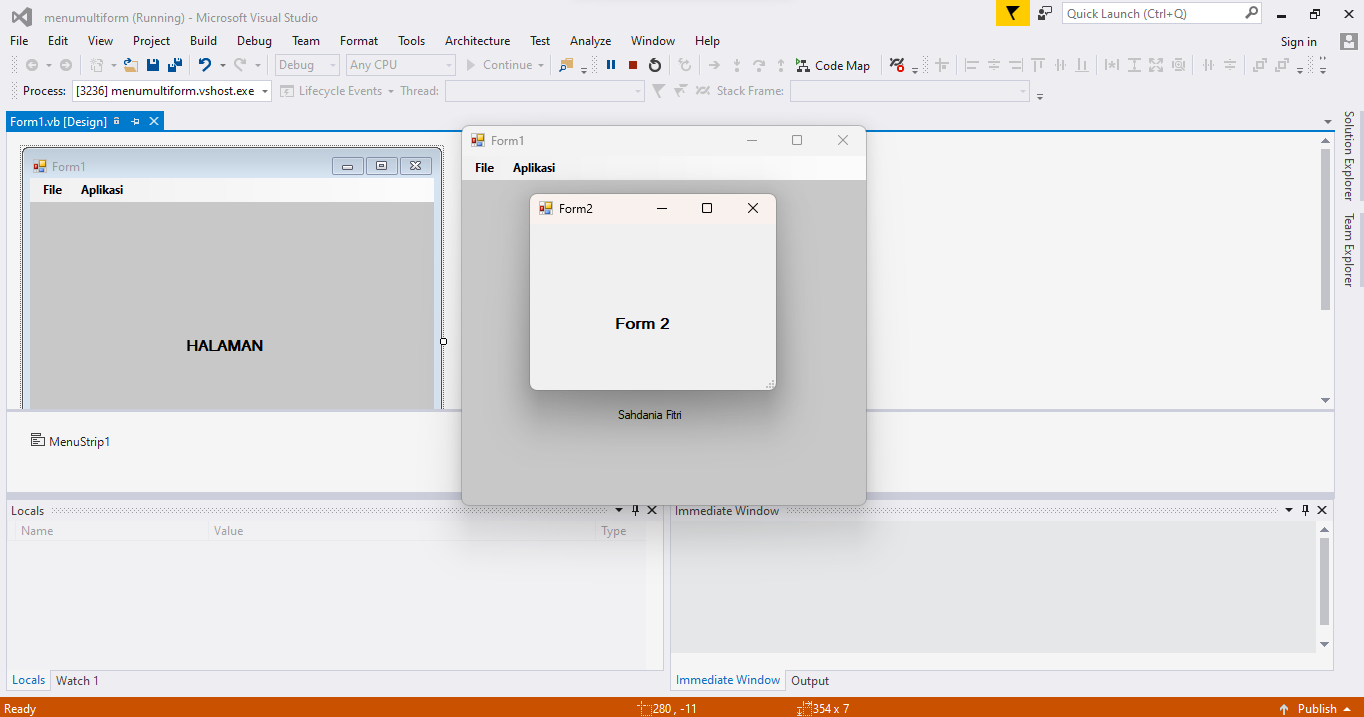 menumultiform (Running) - Microsoft Visual Studio
Quick Launch (Ctrl+Q)
File Edit View Project Build Debug Team Format Tools Architecture Test Analyze Window Help
Sign in
Debug Any CPU Continue Code Map
Process: [3236] menumultiform.vshost.exe Lifecycle Events Thread: Stack Frame:
Form1.vb [Design]
Form1
File Aplikasi
HALAMAN
MenuStrip1
Form1
File Aplikasi
Form2
Form 2
Sahdania Fitri
Solution Explorer
Team Explorer
Locals
Name Value Type
Locals Watch 1
Immediate Window
Immediate Window Output
Ready
280 , -11
354 x 7
Publish